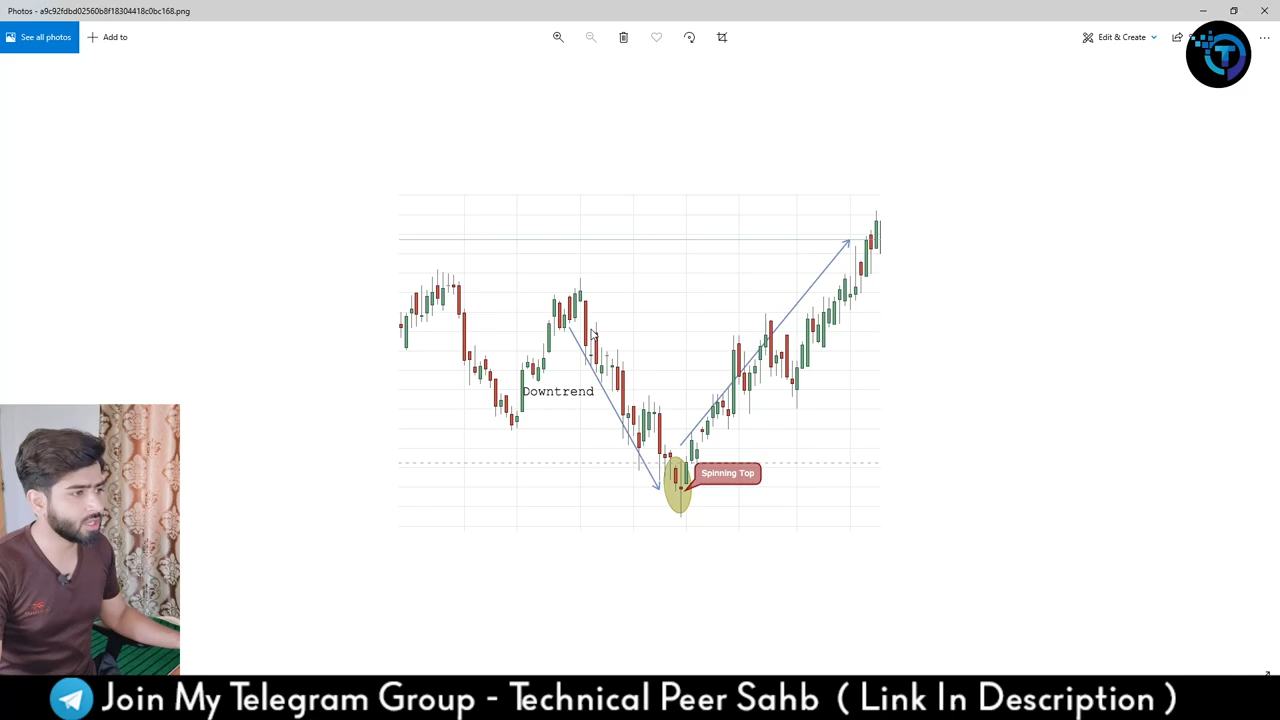 Photos - a9c92fdbd02560b8f18304418c0bc168.png
See all photos
Add to
Edit & Create
T
Downtrend
Spinning Top
Join My Telegram Group - Technical Peer Sahb ( Link In Description )